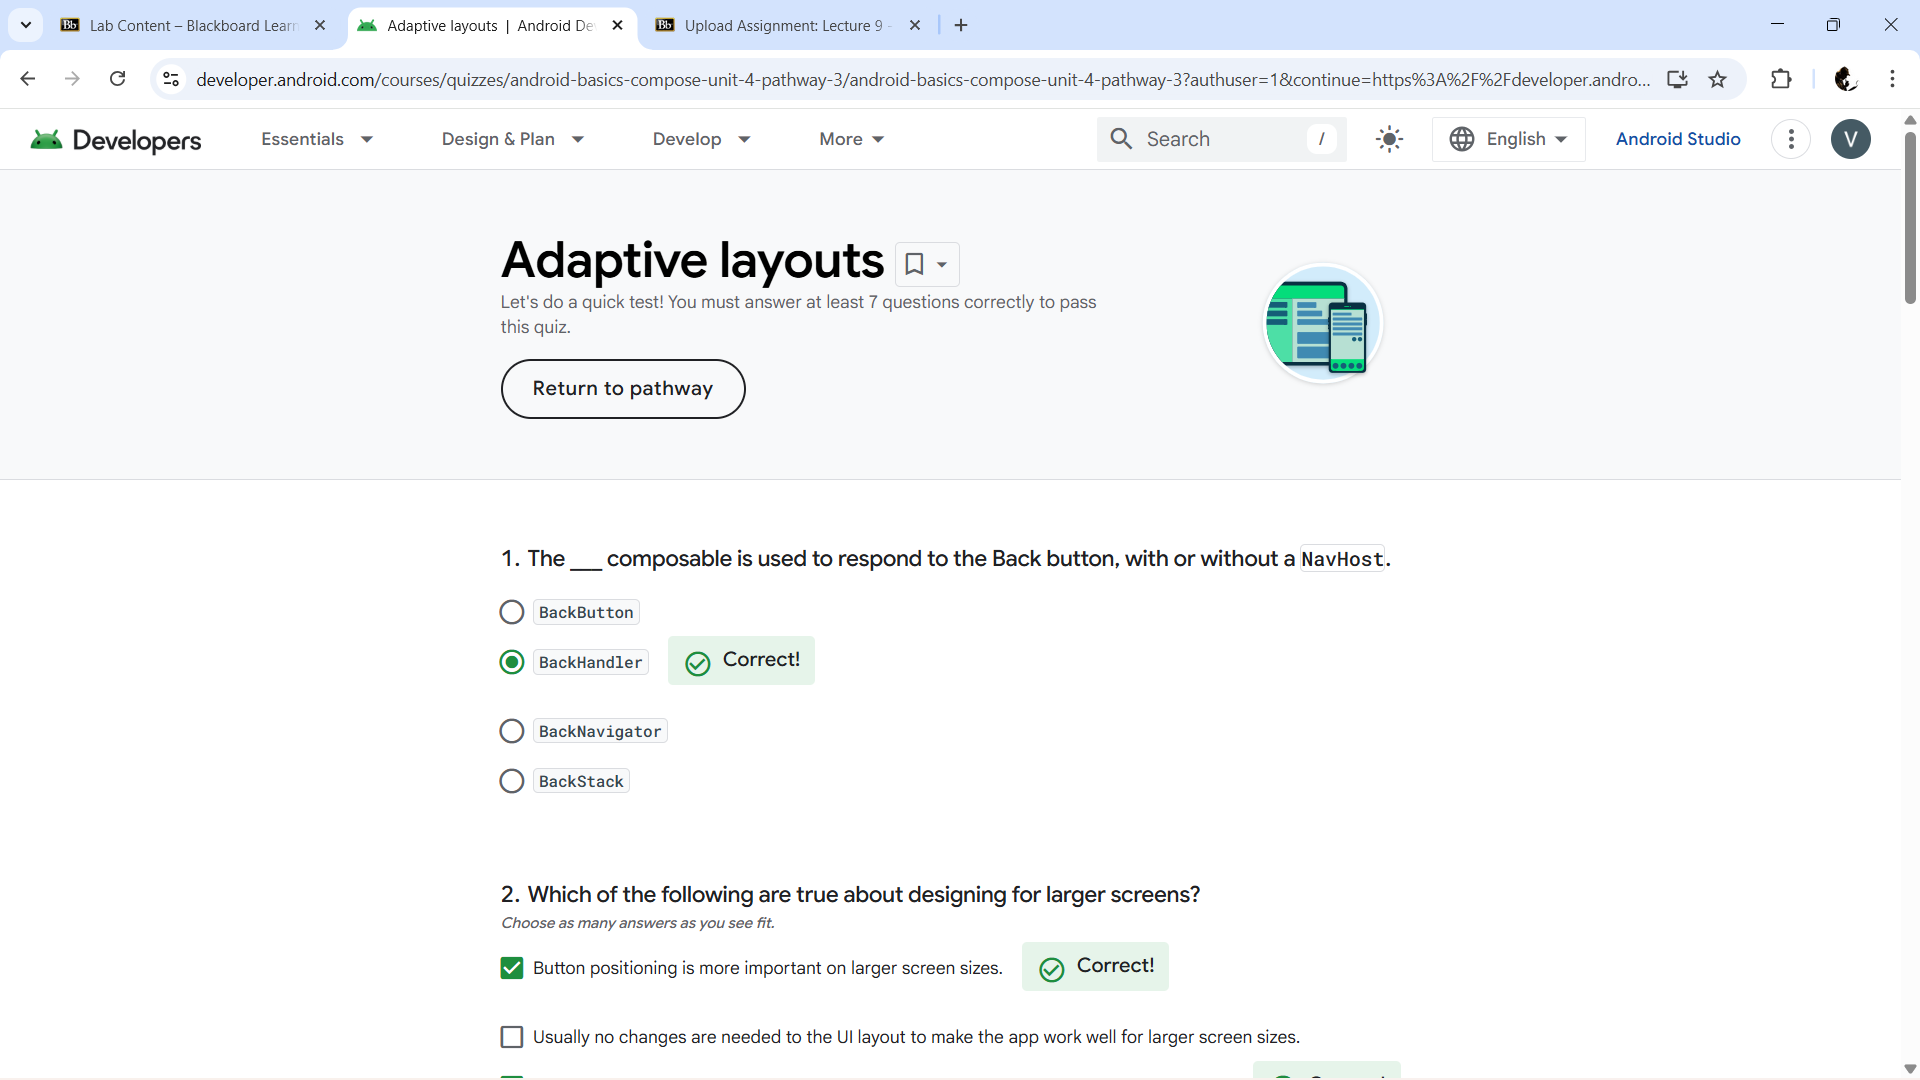 Lab Content – Blackboard Learn
Adaptive layouts | Android De
Upload Assignment: Lecture 9 -
developer.android.com/courses/quizzes/android-basics-compose-unit-4-pathway-3/android-basics-compose-unit-4-pathway-3?authuser=1&continue=https%3A%2F%2Fdeveloper.andro...
Developers
Essentials
Design & Plan
Develop
More
Search
/
English
Android Studio
V
Adaptive layouts
Let's do a quick test! You must answer at least 7 questions correctly to pass
this quiz.
Return to pathway
1. The ___ composable is used to respond to the Back button, with or without a NavHost.
BackButton
BackHandler
Correct!
BackNavigator
BackStack
2. Which of the following are true about designing for larger screens?
Choose as many answers as you see fit.
Button positioning is more important on larger screen sizes.
Correct!
Usually no changes are needed to the UI layout to make the app work well for larger screen sizes.